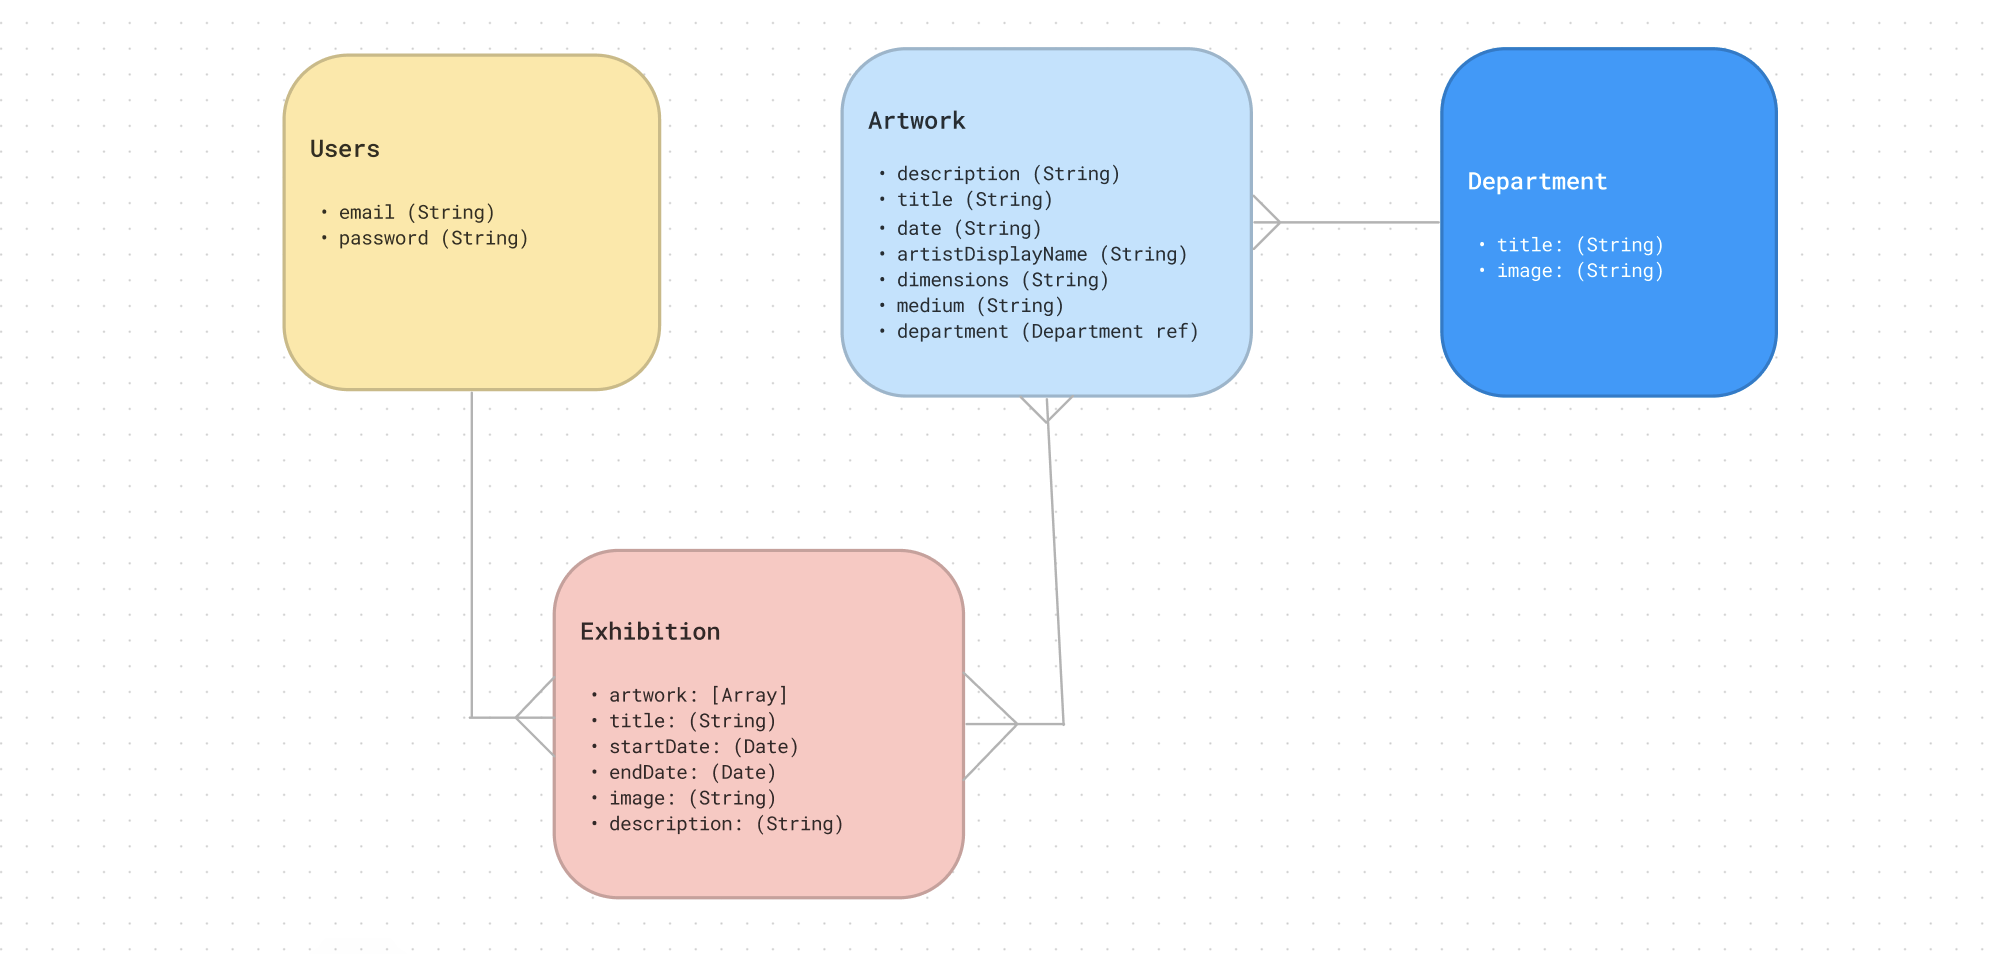 Users
• email (String)
• password (String)
Artwork
• description (String)
• title (String)
• date (String)
• artistDisplayName (String)
• dimensions (String)
• medium (String)
• department (Department ref)
Department
• title: (String)
• image: (String)
Exhibition
• artwork: [Array]
• title: (String)
• startDate: (Date)
• endDate: (Date)
• image: (String)
• description: (String)